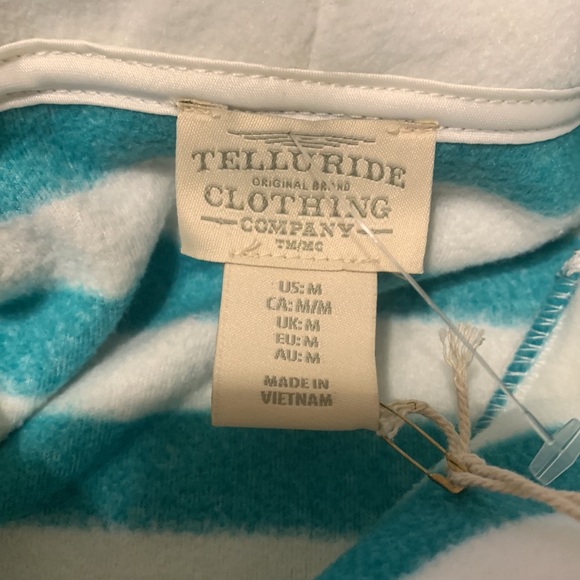 TELLURIDE
ORIGINAL BRAND
CLOTHING
COMPANY
TM/MC
US: M
CA: M/M
UK: M
EU: M
AU: M
MADE IN
VIETNAM